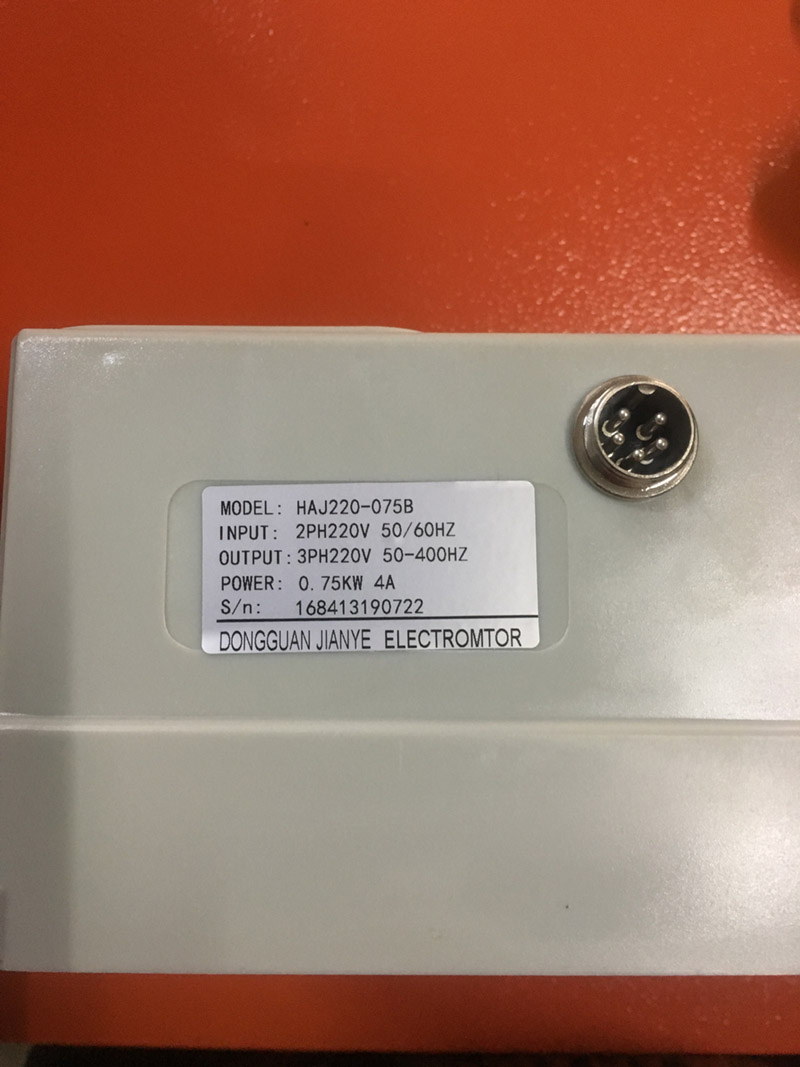 MODEL: HAJ220-075B
INPUT: 2PH220V 50/60HZ
OUTPUT:3PH220V 50-400HZ
POWER: 0.75KW 4A
S/n: 168413190722
DONGGUAN JIANYE ELECTROMTOR